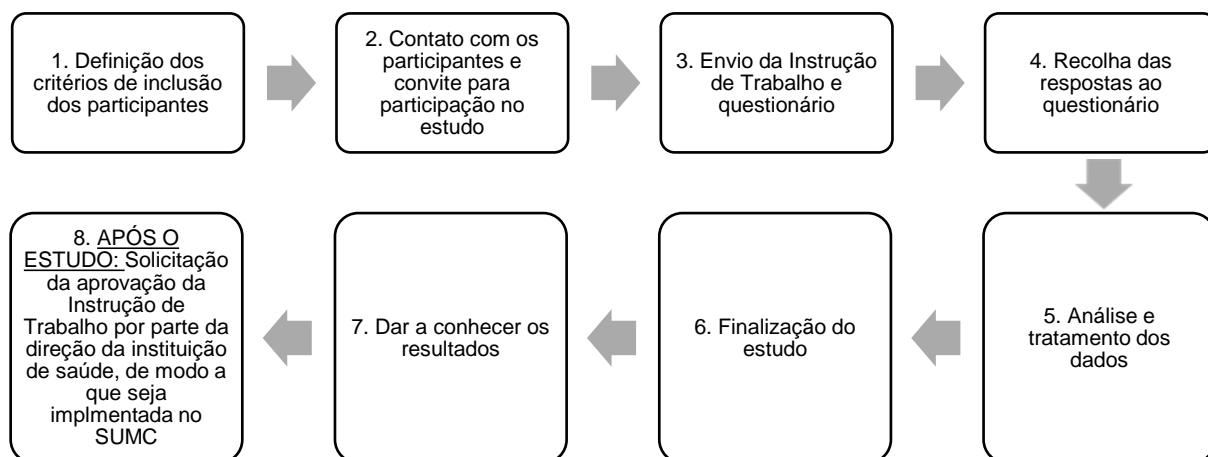 1. Definição dos
critérios de inclusão
dos participantes
2. Contato com os
participantes e
convite para
participação no
estudo
3. Envio da Instrução
de Trabalho e
questionário
4. Recolha das
respostas ao
questionário
5. Análise e
tratamento dos
dados
6. Finalização do
estudo
7. Dar a conhecer os
resultados
8. APÓS O
ESTUDO: Solicitação
da aprovação da
Instrução de
Trabalho por parte da
direção da instituição
de saúde, de modo a
que seja
implmentada no
SUMC